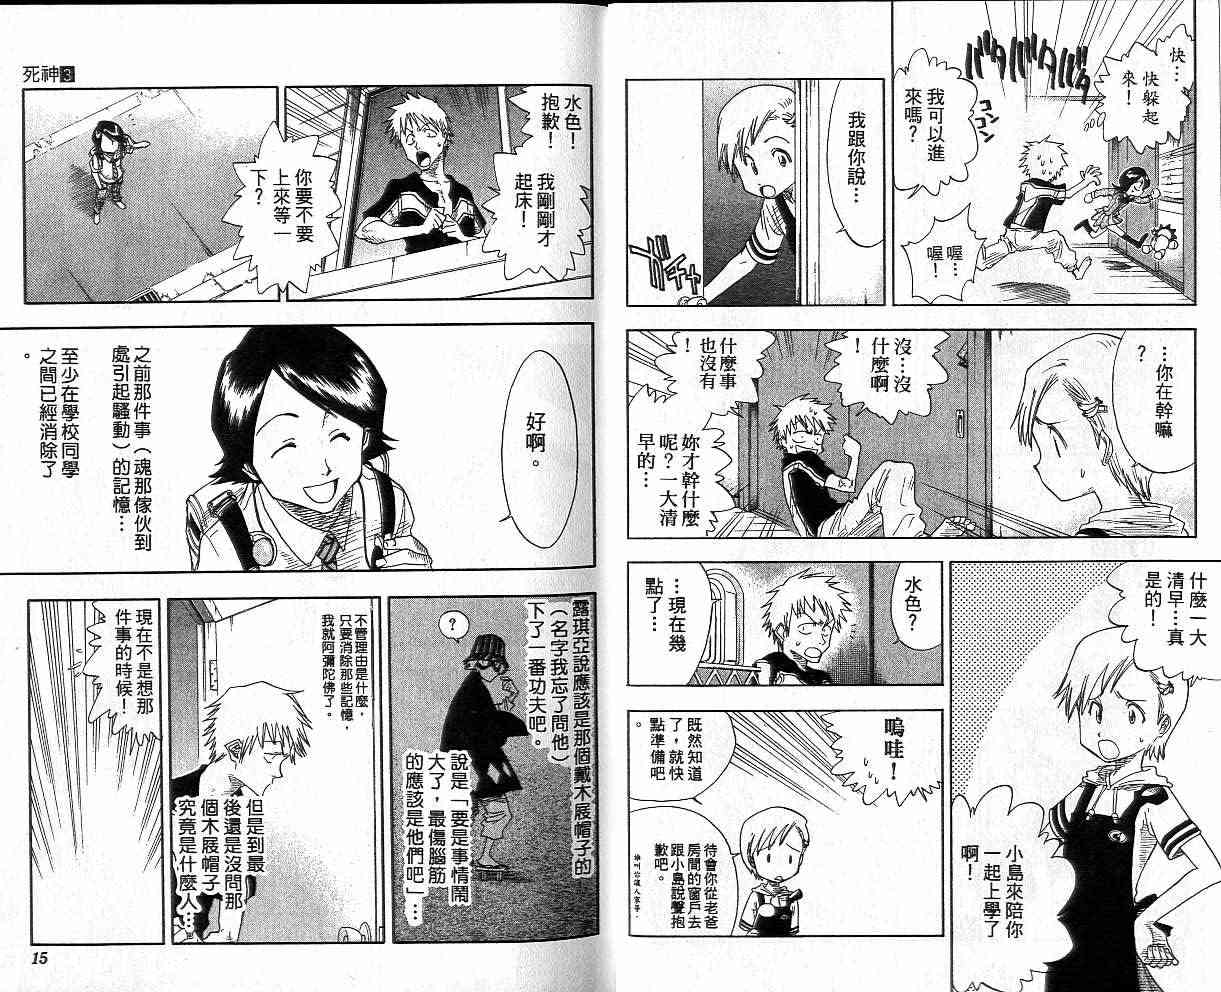 快…
快躲起
來！
バタバタバタ
コンコン
我可以進
來嗎？
喔…
喔！
我跟你說…
ガチャ
…你在幹嘛
？
沒…沒
什麼啊
！
什麼事
也沒有
！
妳才幹什麼
呢？一大清
早的…
什麼一大
清早…真
是的！
小島來陪你
一起上學了
啊！
水色？
…現在幾
點了…
嗚哇！
既然知道
了，就快
點準備吧
。
待會你從老爸
房間的窗戶去
跟小島說聲抱
歉吧。
死神3
水色！
抱歉！
我剛剛才
起床！
你要不要
上來等一
下？
好啊。
之前那件事（魂那傢伙到
處引起騷動）的記憶…
至少在學校同學
之間已經消除了
。
露琪亞說應該是那個戴木屐帽子的
（名字我忘了問他）
下了一番功夫吧。
？
說是「要是事情鬧
大了，最傷腦筋
的應該是他們吧」…
不管理由是什麼，
只要消除那些記憶，
我就阿彌陀佛了。
但是到最
後還是沒問那
個木屐帽子
究竟是什麼人…
現在不是想那
件事的時候！
15